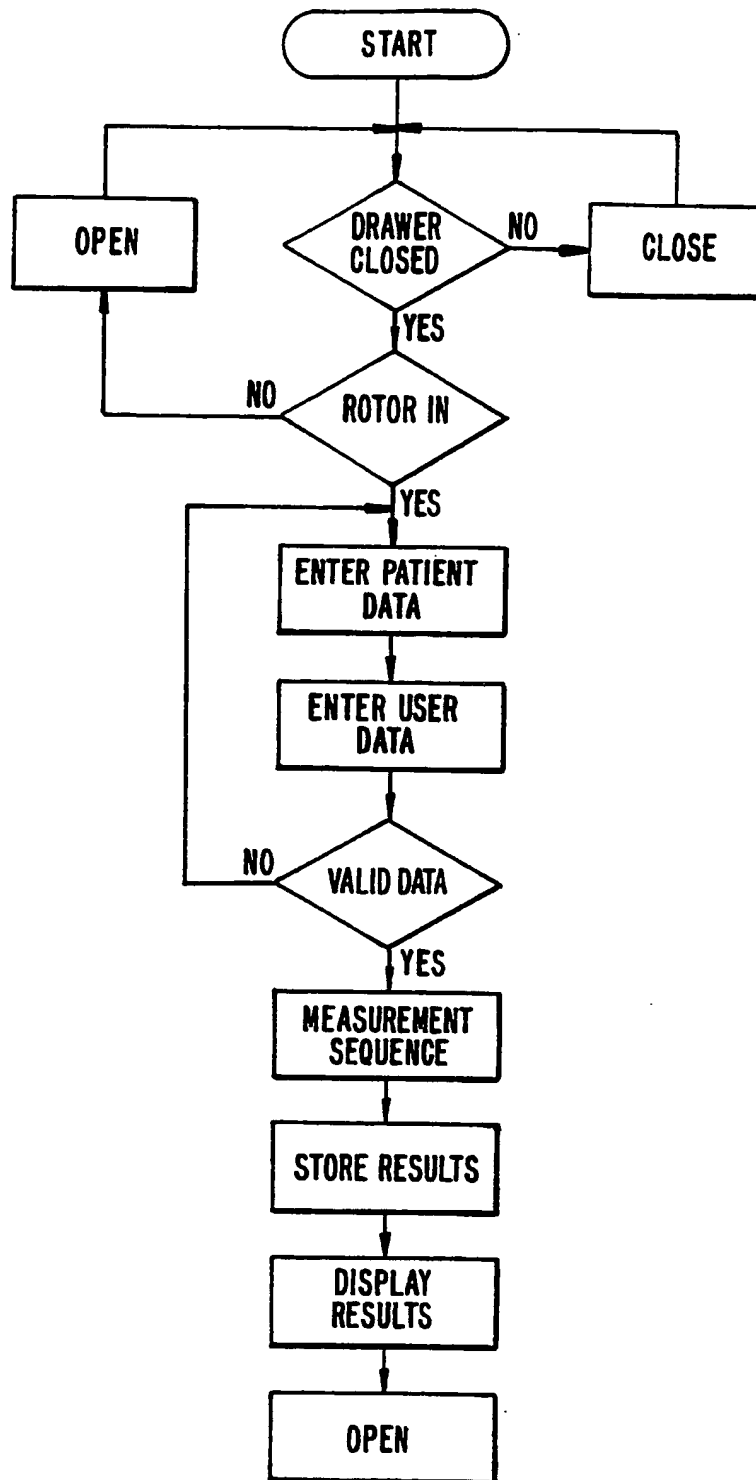 START
OPEN
DRAWER
CLOSED
NO
CLOSE
YES
NO
ROTOR IN
YES
ENTER PATIENT
DATA
ENTER USER
DATA
NO
VALID DATA
YES
MEASUREMENT
SEQUENCE
STORE RESULTS
DISPLAY
RESULTS
OPEN